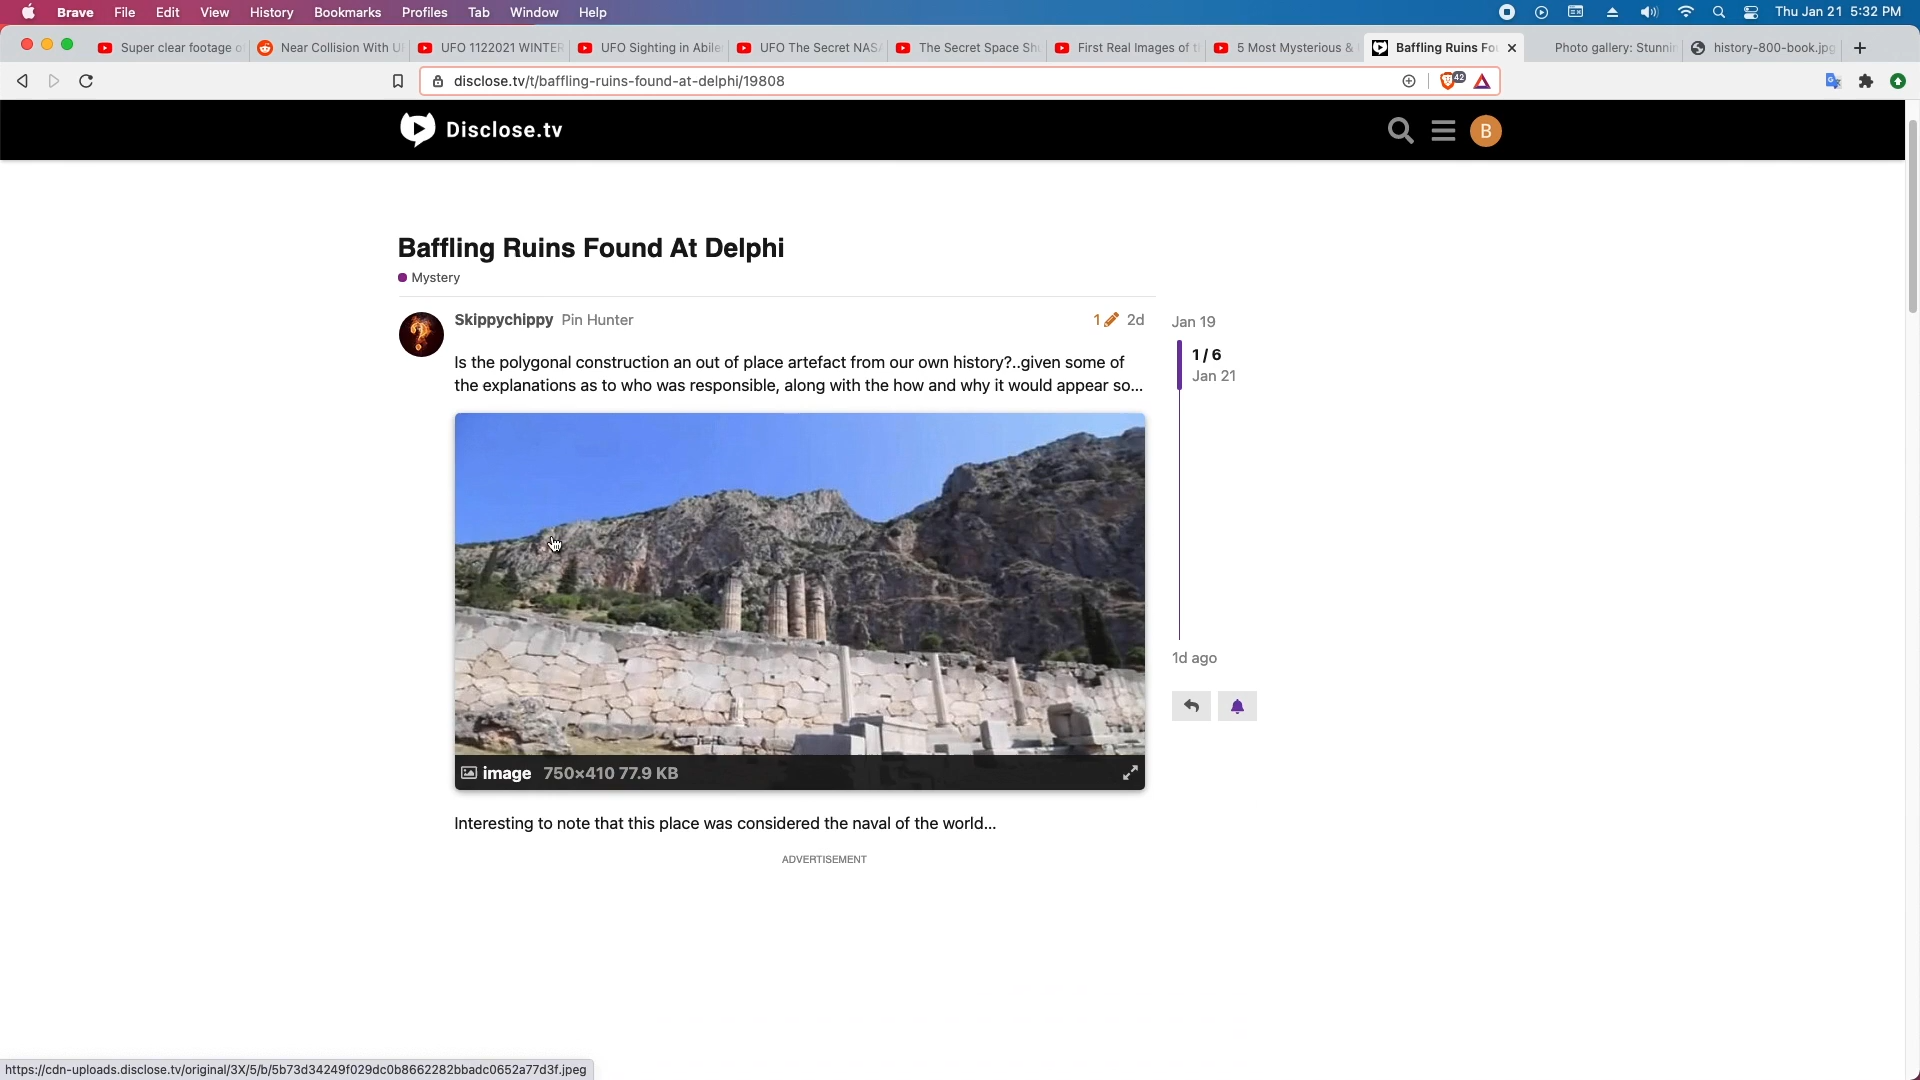 Brave File Edit View History Bookmarks Profiles Tab Window Help Thu Jan 21 5:32 PM
Super clear footage o Near Collision With U UFO 1122021 WINTER UFO Sighting in Abile UFO The Secret NAS The Secret Space Sh First Real Images of t 5 Most Mysterious & Baffling Ruins Fou Photo gallery: Stunnin history-800-book.jpg
disclose.tv/t/baffling-ruins-found-at-delphi/19808 42
Disclose.tv B
Baffling Ruins Found At Delphi
Mystery
Skippychippy Pin Hunter 1 2d
Jan 19
Is the polygonal construction an out of place artefact from our own history?..given some of
the explanations as to who was responsible, along with the how and why it would appear so...
1 / 6
Jan 21
1d ago
image 750×410 77.9 KB
Interesting to note that this place was considered the naval of the world...
ADVERTISEMENT
https://cdn-uploads.disclose.tv/original/3X/5/b/5b73d34249f029dc0b8662282bbadc0652a77d3f.jpeg